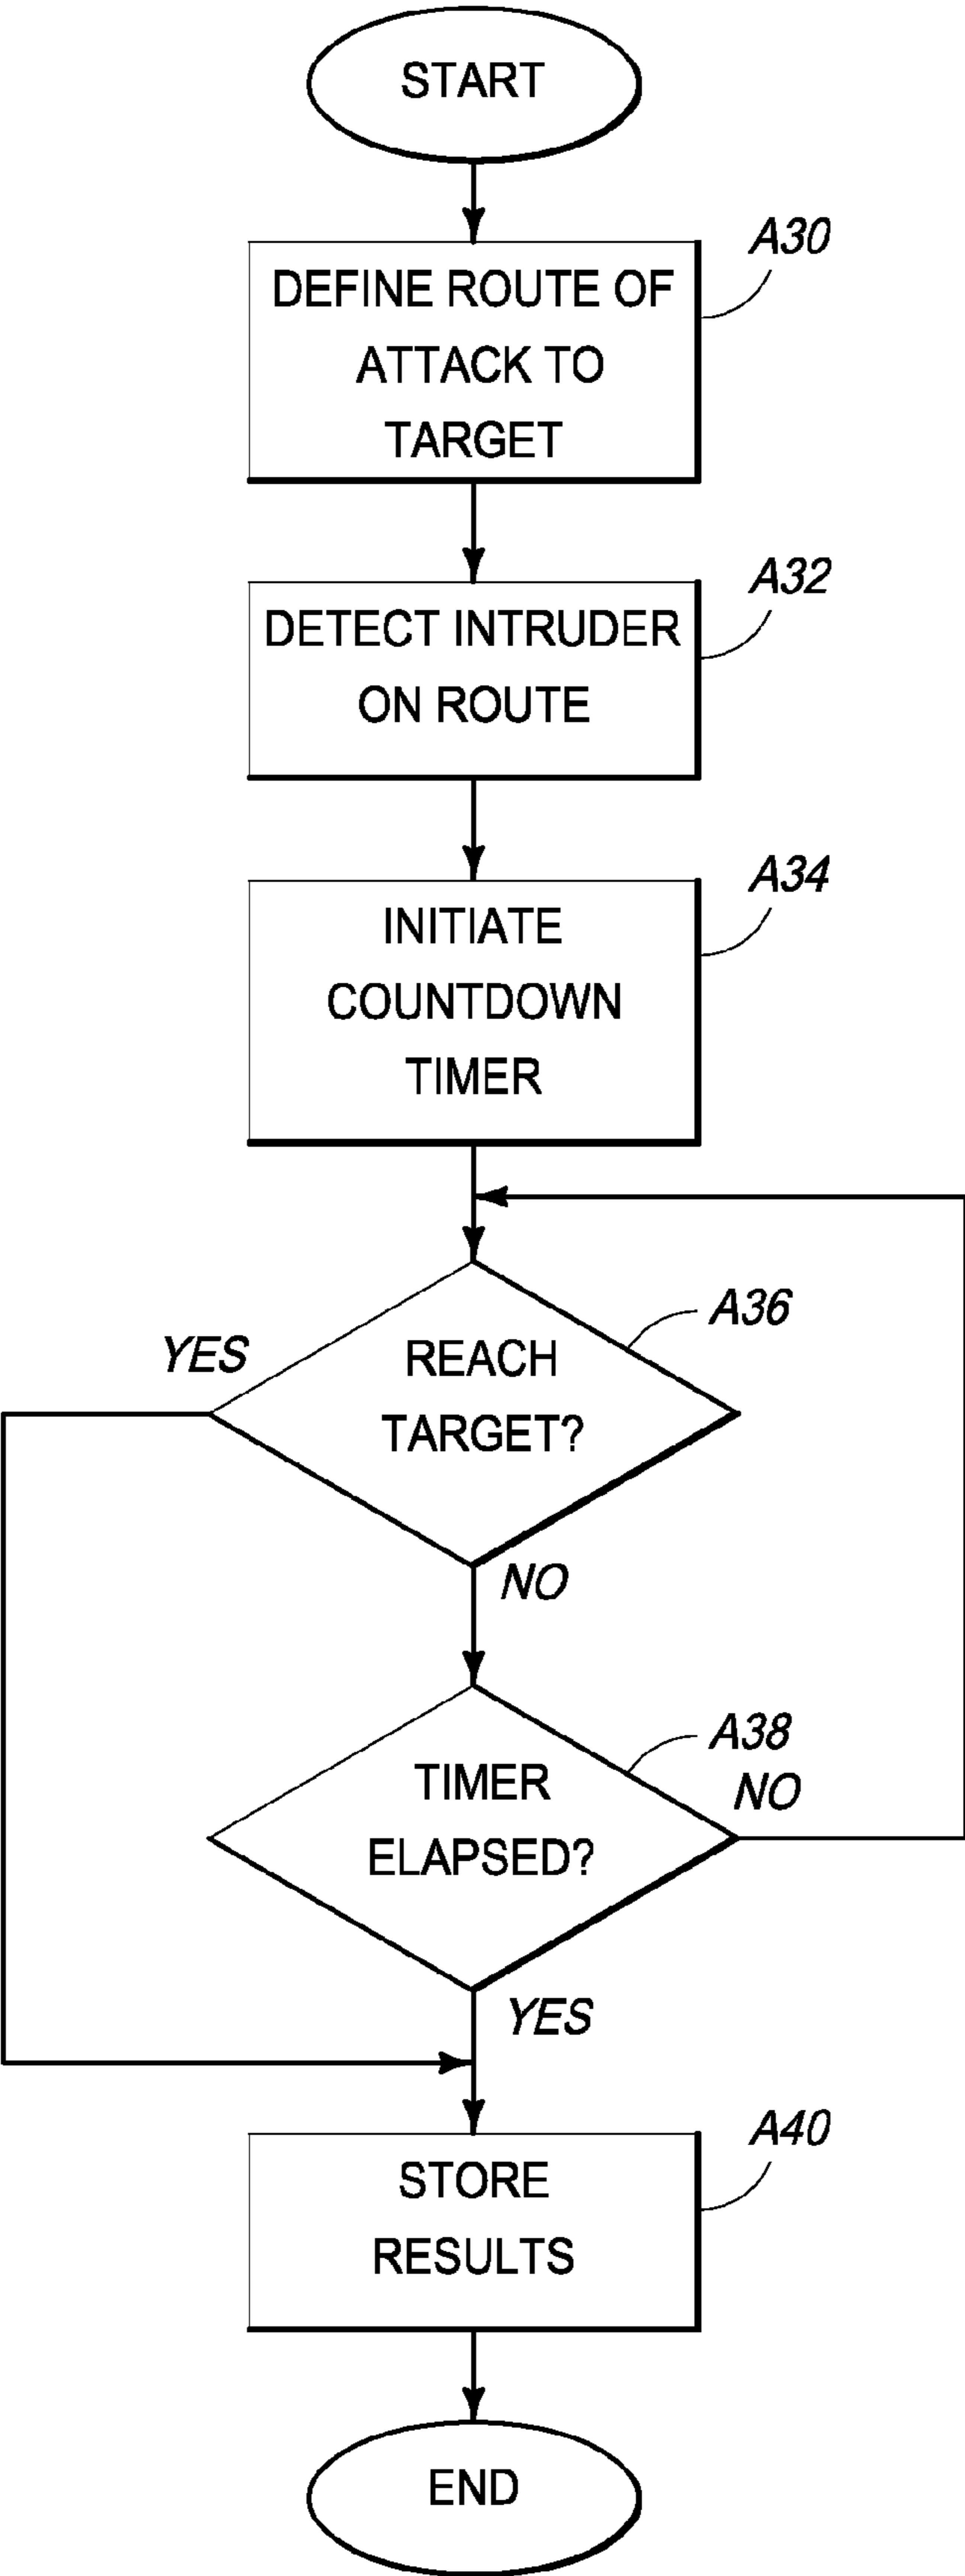 START
A30
DEFINE ROUTE OF
ATTACK TO
TARGET
A32
DETECT INTRUDER
ON ROUTE
A34
INITIATE
COUNTDOWN
TIMER
A36
YES
REACH
TARGET?
NO
A38
TIMER
NO
ELAPSED?
YES
A40
STORE
RESULTS
END